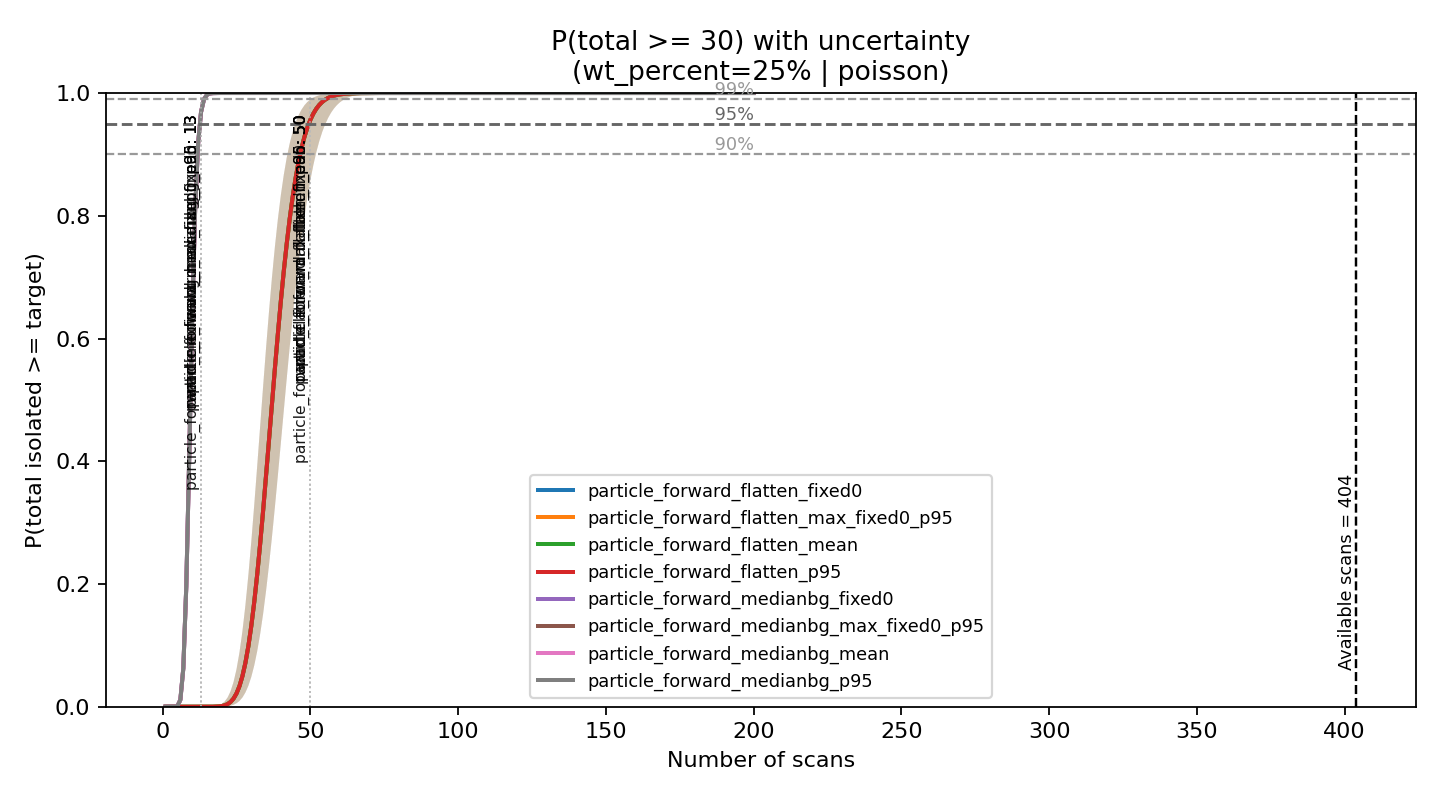 P(total >= 30) with uncertainty
(wt_percent=25% | poisson)
99%
95%
90%
1.0
0.8
0.6
0.4
0.2
0.0
P(total isolated >= target)
13
50
Available scans = 404
particle_forward_flatten_fixed0
particle_forward_flatten_max_fixed0_p95
particle_forward_flatten_mean
particle_forward_flatten_p95
particle_forward_medianbg_fixed0
particle_forward_medianbg_max_fixed0_p95
particle_forward_medianbg_mean
particle_forward_medianbg_p95
0
50
100
150
200
250
300
350
400
Number of scans